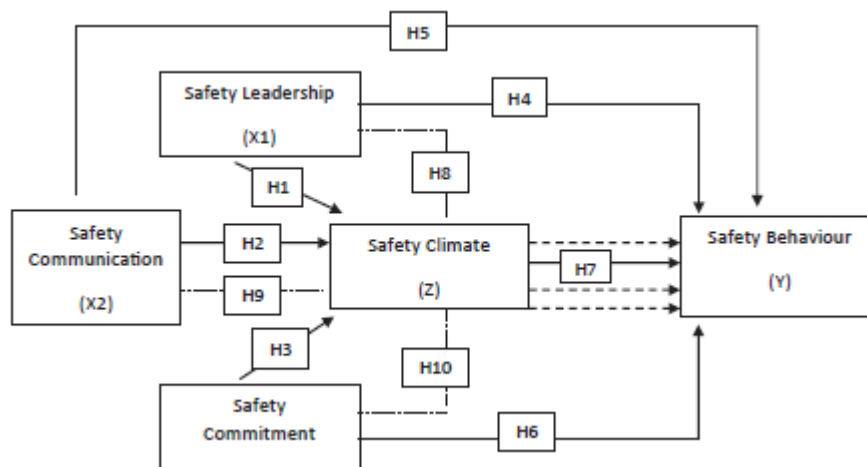 H5
Safety Leadership
(X1)
H4
H8
H1
Safety
Communication
(X2)
H2
H9
Safety Climate
(Z)
H7
Safety Behaviour
(Y)
H3
H10
Safety
Commitment
H6